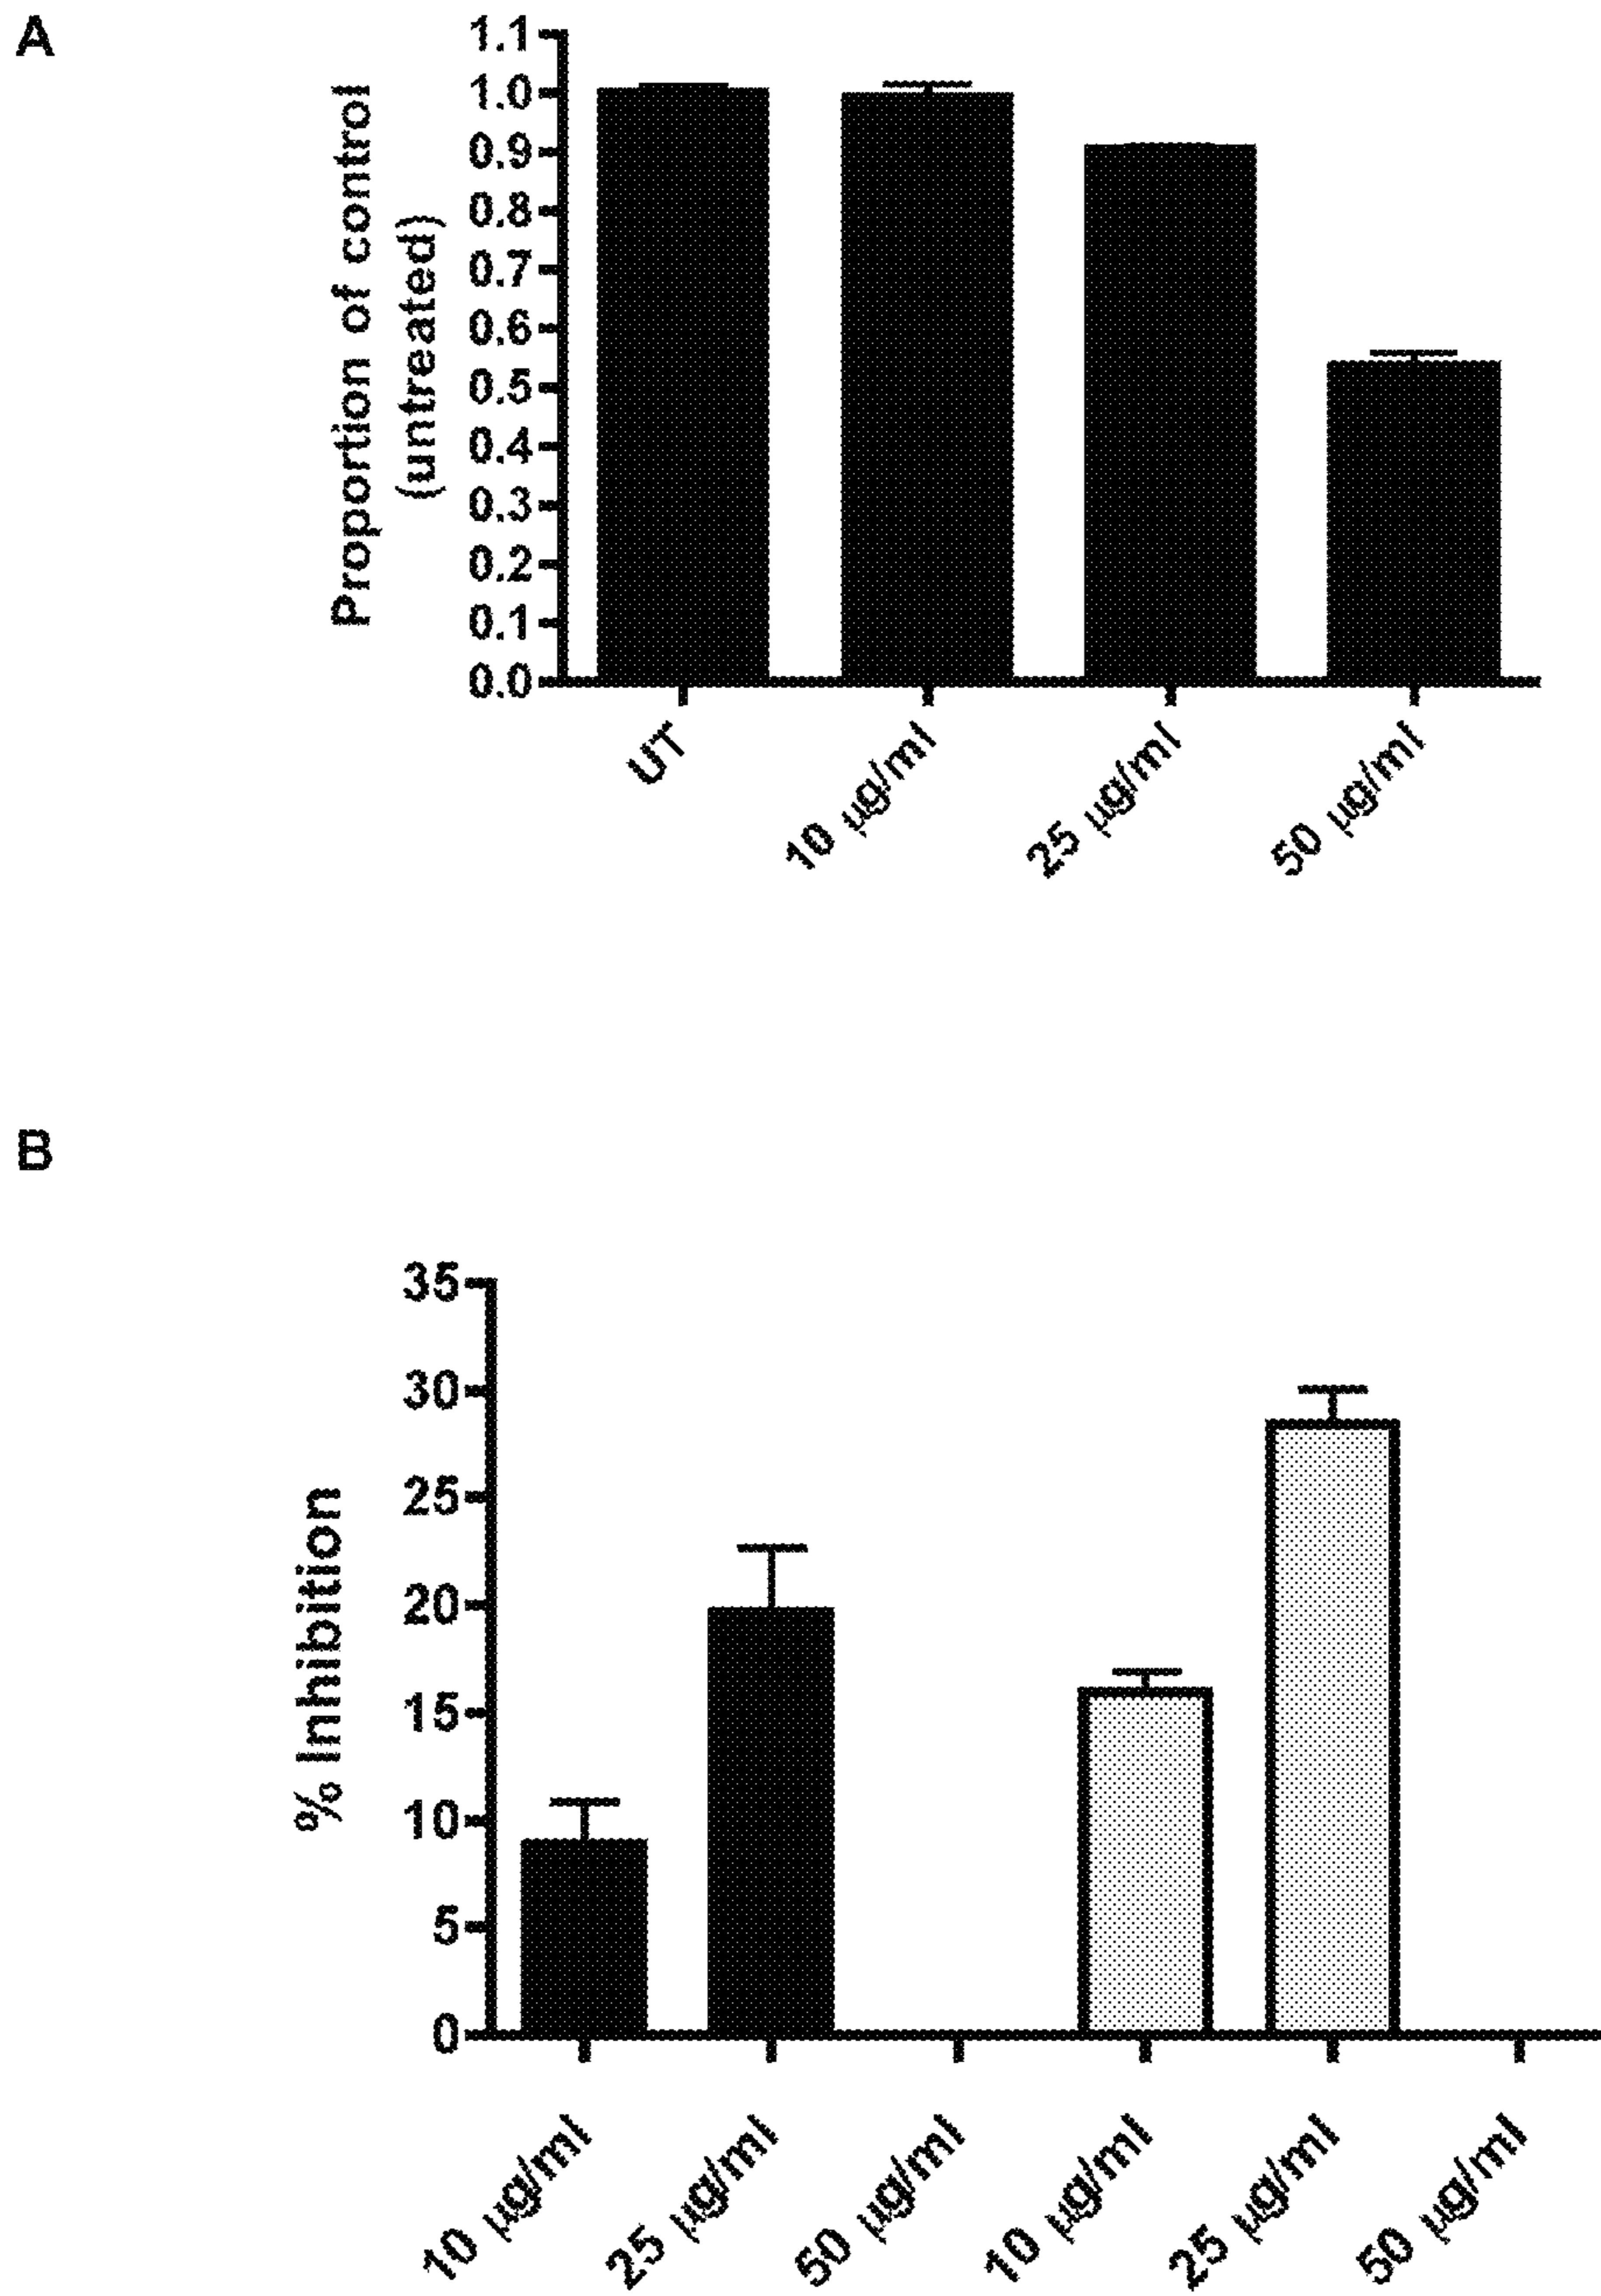 A
Proportion of control
(untreated)
1.1
1.0
0.9
0.8
0.7
0.6
0.5
0.4
0.3
0.2
0.1
0.0
UT
10 µg/ml
25 µg/ml
50 µg/ml
B
% Inhibition
35
30
25
20
15
10
5
0
10 µg/ml
25 µg/ml
50 µg/ml
10 µg/ml
25 µg/ml
50 µg/ml